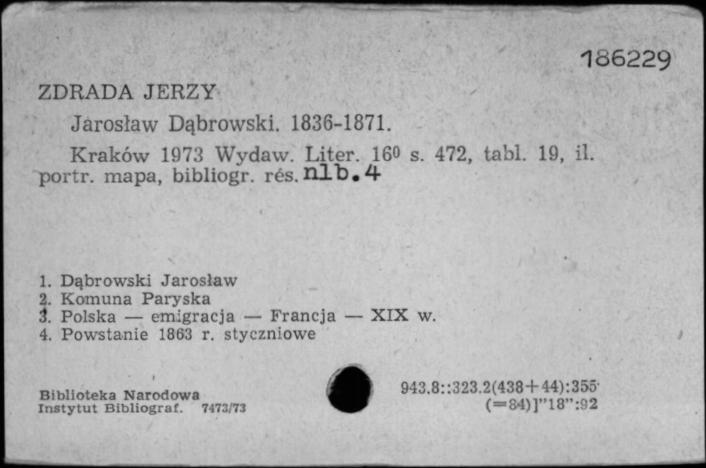 186229
ZDRADA JERZY
Jarosław Dąbrowski. 1836-1871.
Kraków 1973 Wydaw. Liter. 16⁰ s. 472, tabl. 19, il.
portr. mapa, bibliogr. rés. nlb.4
1. Dąbrowski Jarosław
2. Komuna Paryska
3. Polska — emigracja — Francja — XIX w.
4. Powstanie 1863 r. styczniowe
Biblioteka Narodowa
Instytut Bibliograf. 7473/73
943.8::323.2(438+44):355
(=84)]"18":92